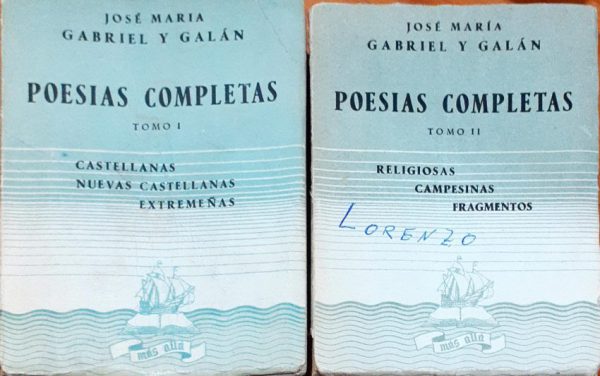 JOSÉ MARIA
GABRIEL Y GALÁN
POESIAS COMPLETAS
TOMO I
CASTELLANAS
NUEVAS CASTELLANAS
EXTREMEÑAS
más allá
JOSÉ MARÍA
GABRIEL Y GALÁN
POESIAS COMPLETAS
TOMO II
RELIGIOSAS
CAMPESINAS
FRAGMENTOS
LORENZO
más allá